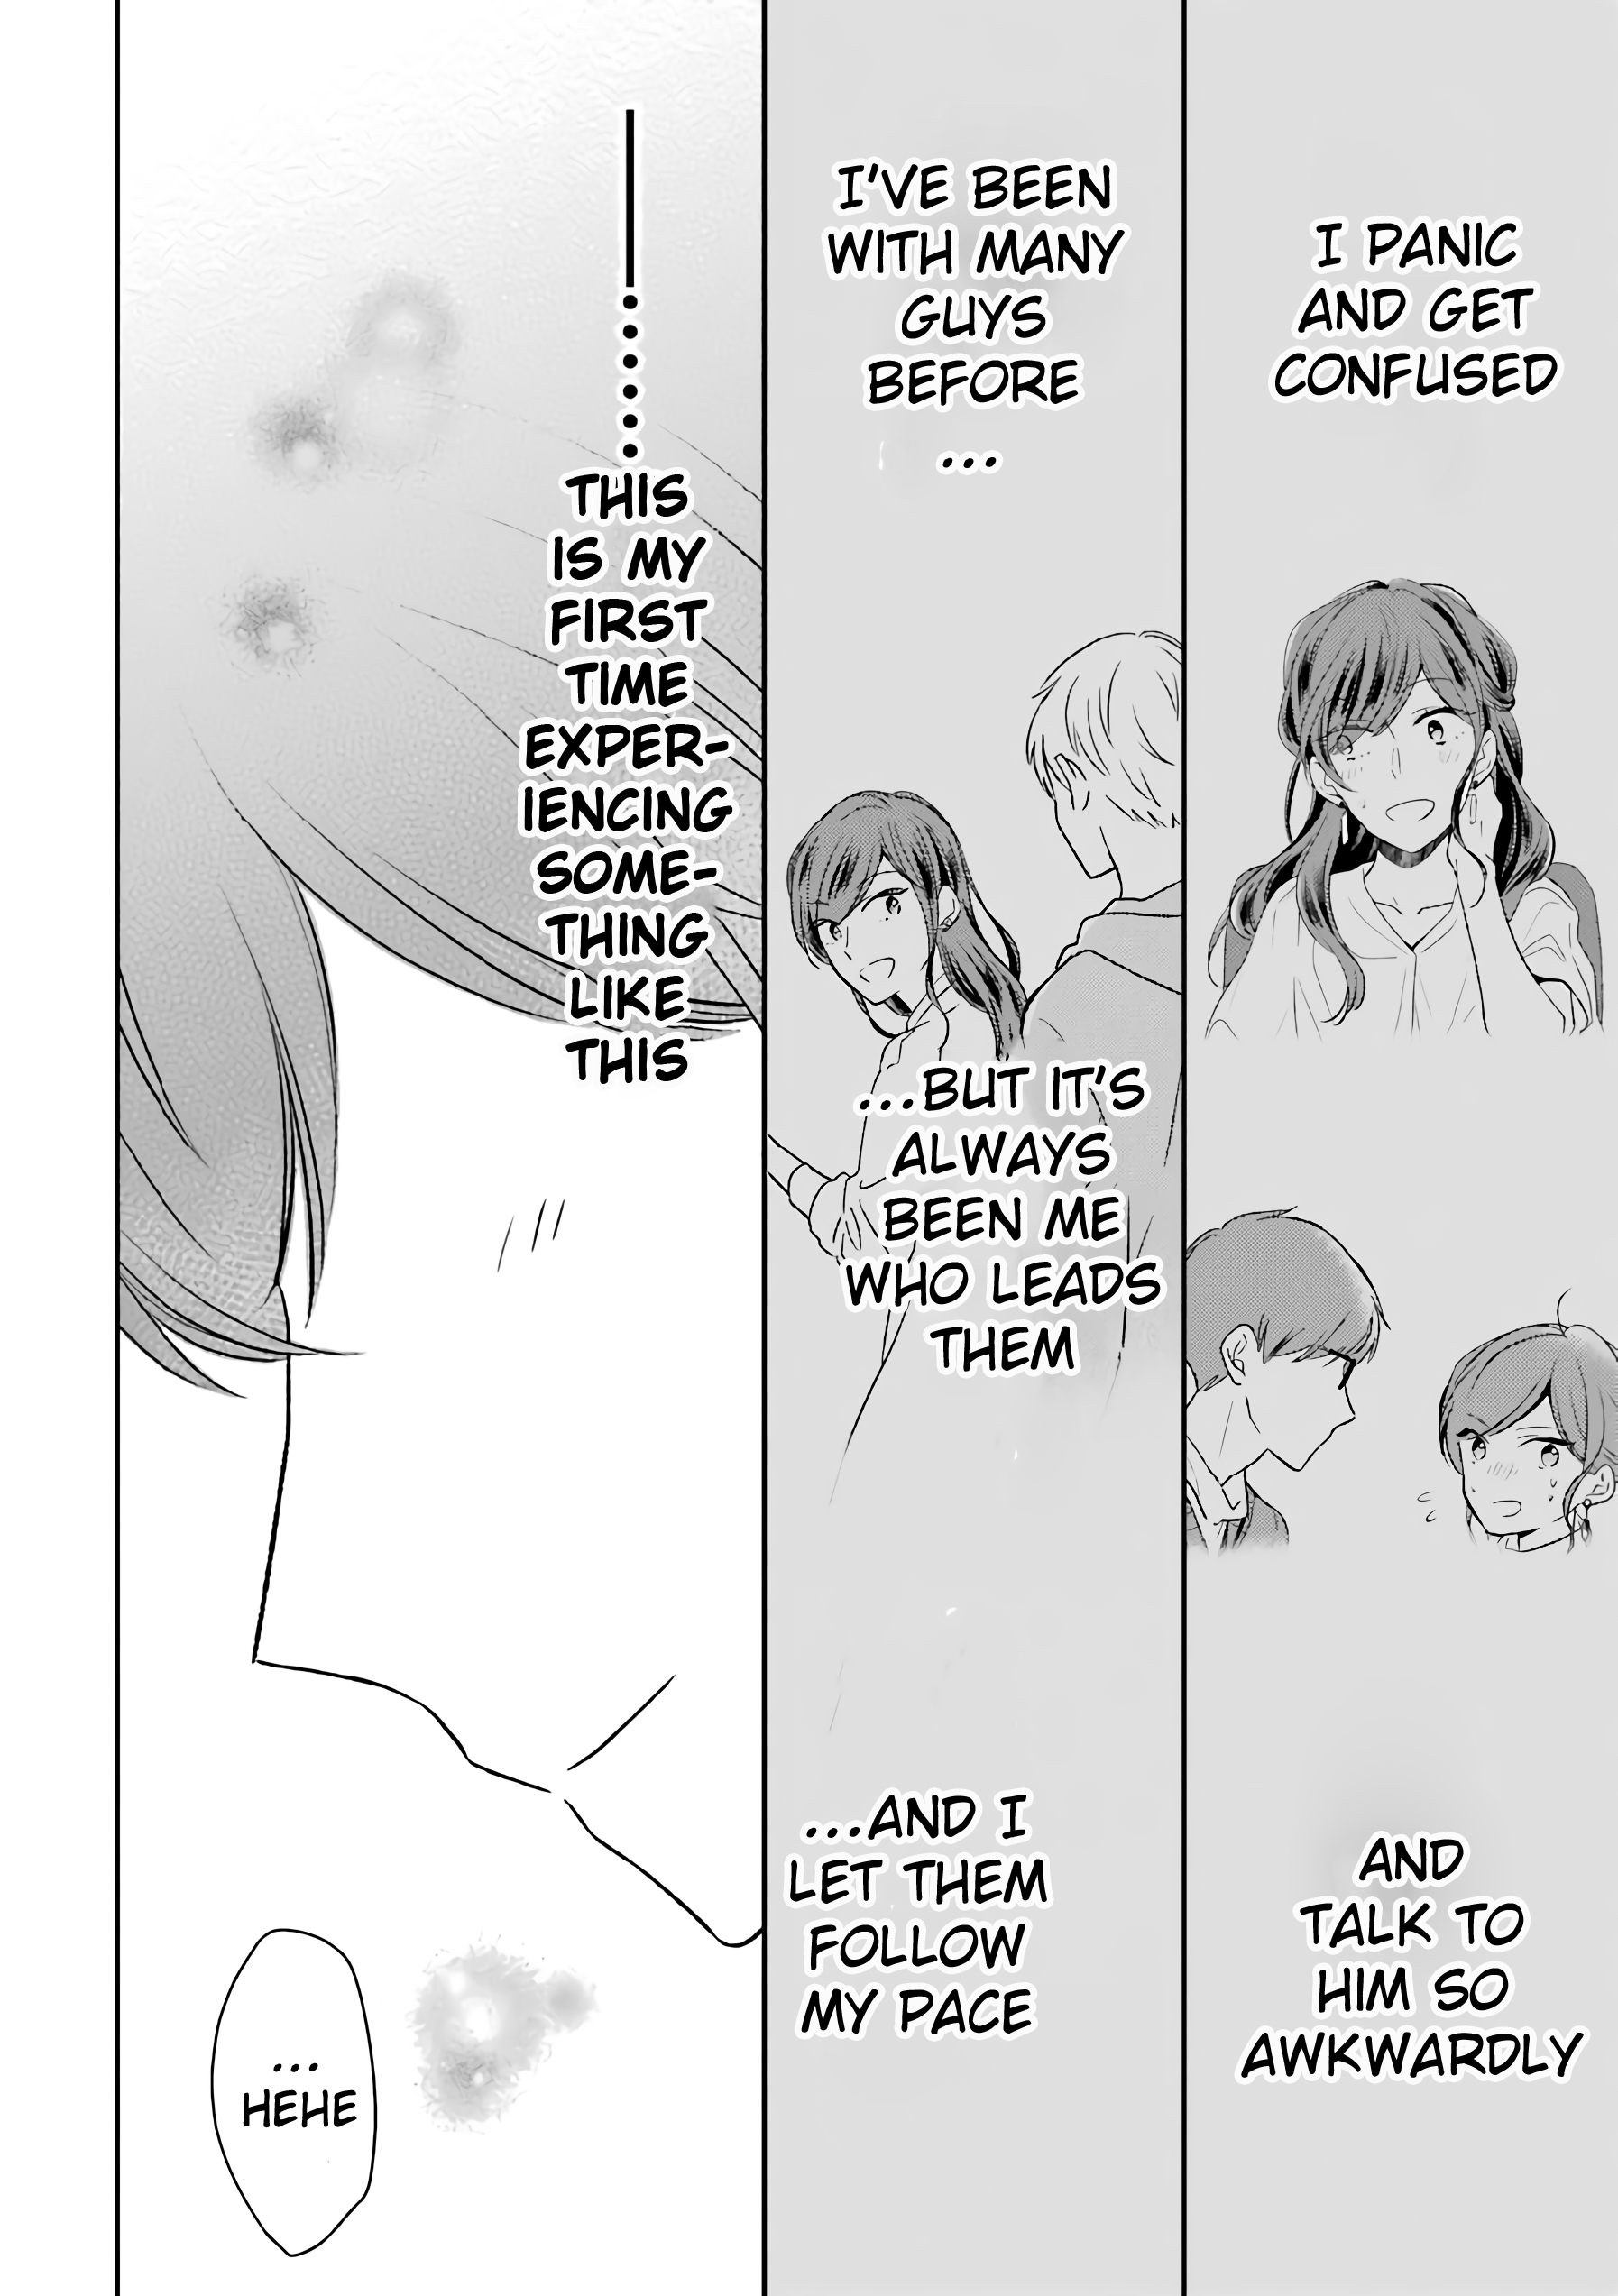 I PANIC
AND GET
CONFUSED
AND
TALK TO
HIM SO
AWKWARDLY
I'VE BEEN
WITH MANY
GUYS
BEFORE
...
...BUT IT'S
ALWAYS
BEEN ME
WHO LEADS
THEM
...AND I
LET THEM
FOLLOW
MY PACE
THIS
IS MY
FIRST
TIME
EXPER-
IENCING
SOME-
THING
LIKE
THIS
...
HEHE